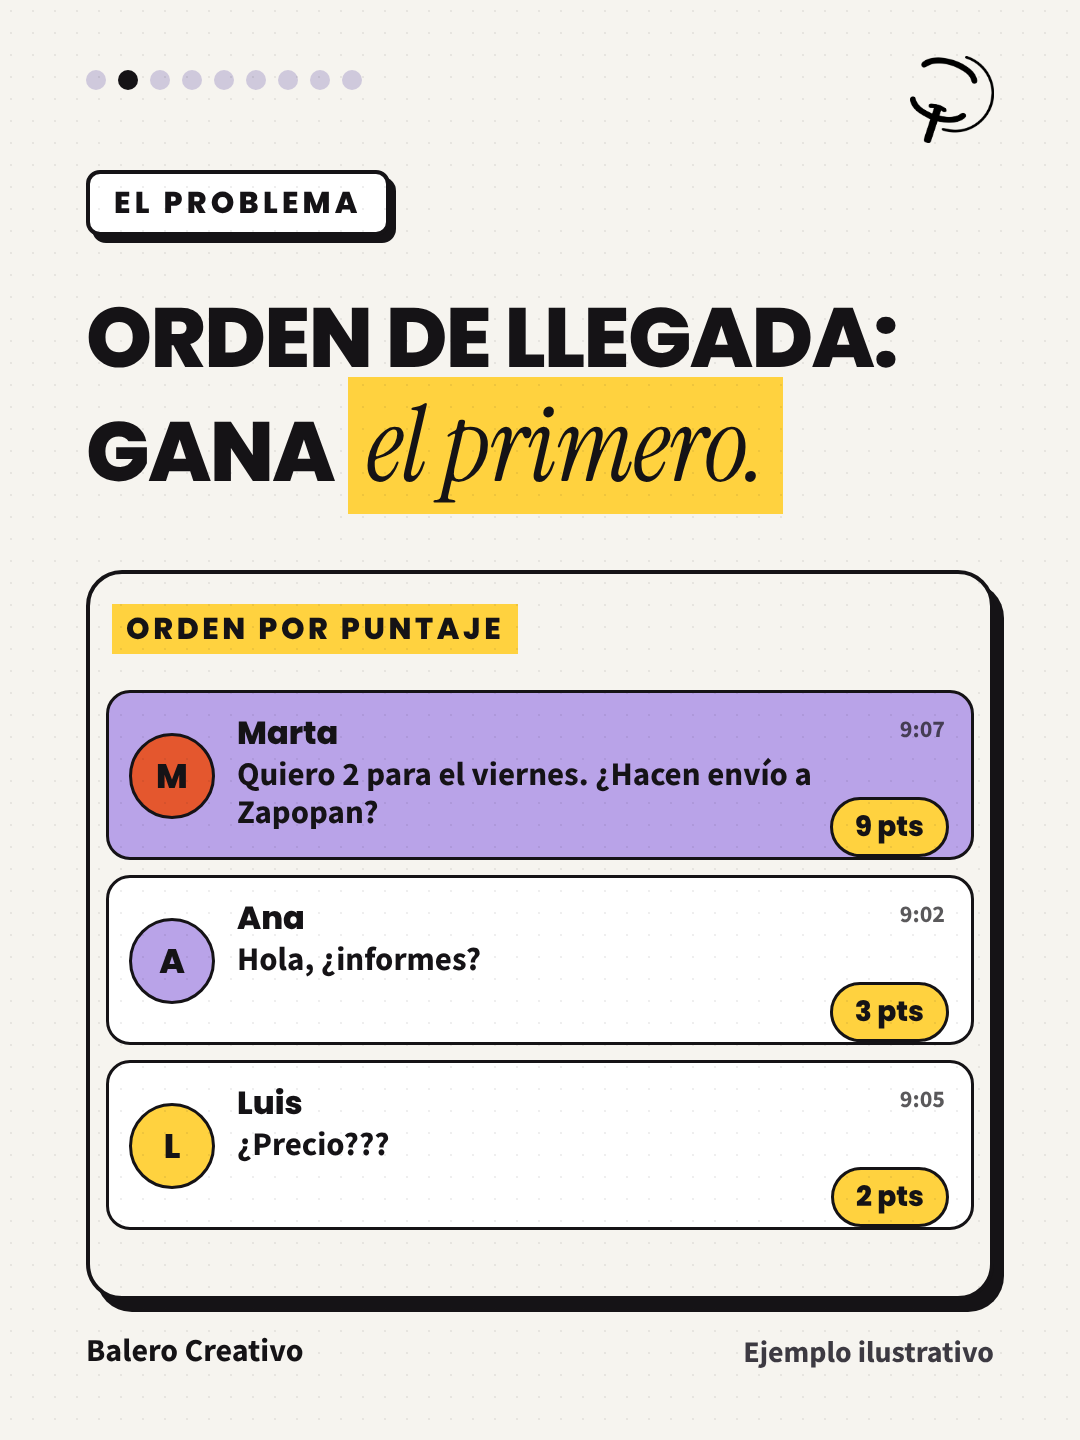 EL PROBLEMA
ORDEN DE LLEGADA:
GANA el primero.
ORDEN POR PUNTAJE
M
Marta
9:07
Quiero 2 para el viernes. ¿Hacen envío a
Zapopan?
9 pts
A
Ana
9:02
Hola, ¿informes?
3 pts
L
Luis
9:05
¿Precio???
2 pts
Balero Creativo
Ejemplo ilustrativo